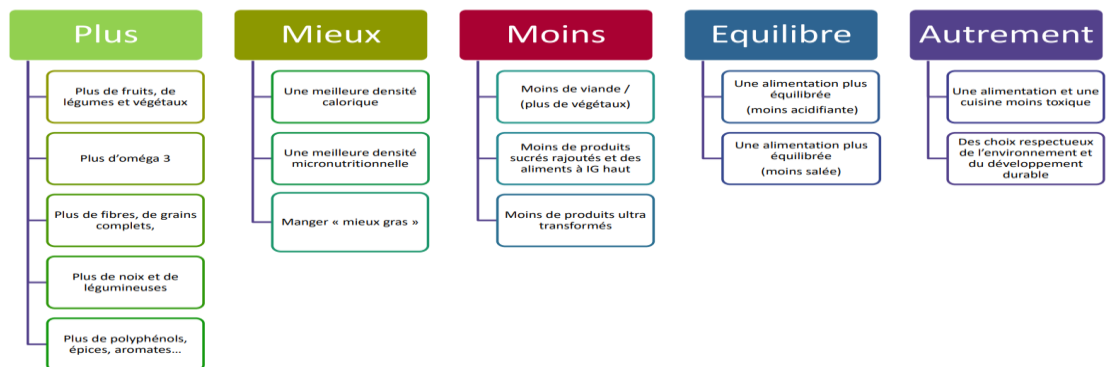 Plus
Plus de fruits, de
légumes et végétaux
Plus d'oméga 3
Plus de fibres, de grains
complets,
Plus de noix et de
légumineuses
Plus de polyphénols,
épices, aromates...
Mieux
Une meilleure densité
calorique
Une meilleure densité
micronutritionnelle
Manger « mieux gras »
Moins
Moins de viande /
(plus de végétaux)
Moins de produits
sucrés rajoutés et des
aliments à IG haut
Moins de produits ultra
transformés
Equilibre
Une alimentation plus
équilibrée
(moins acidifiante)
Une alimentation plus
équilibrée
(moins salée)
Autrement
Une alimentation et une
cuisine moins toxique
Des choix respectueux
de l'environnement et
du développement
durable